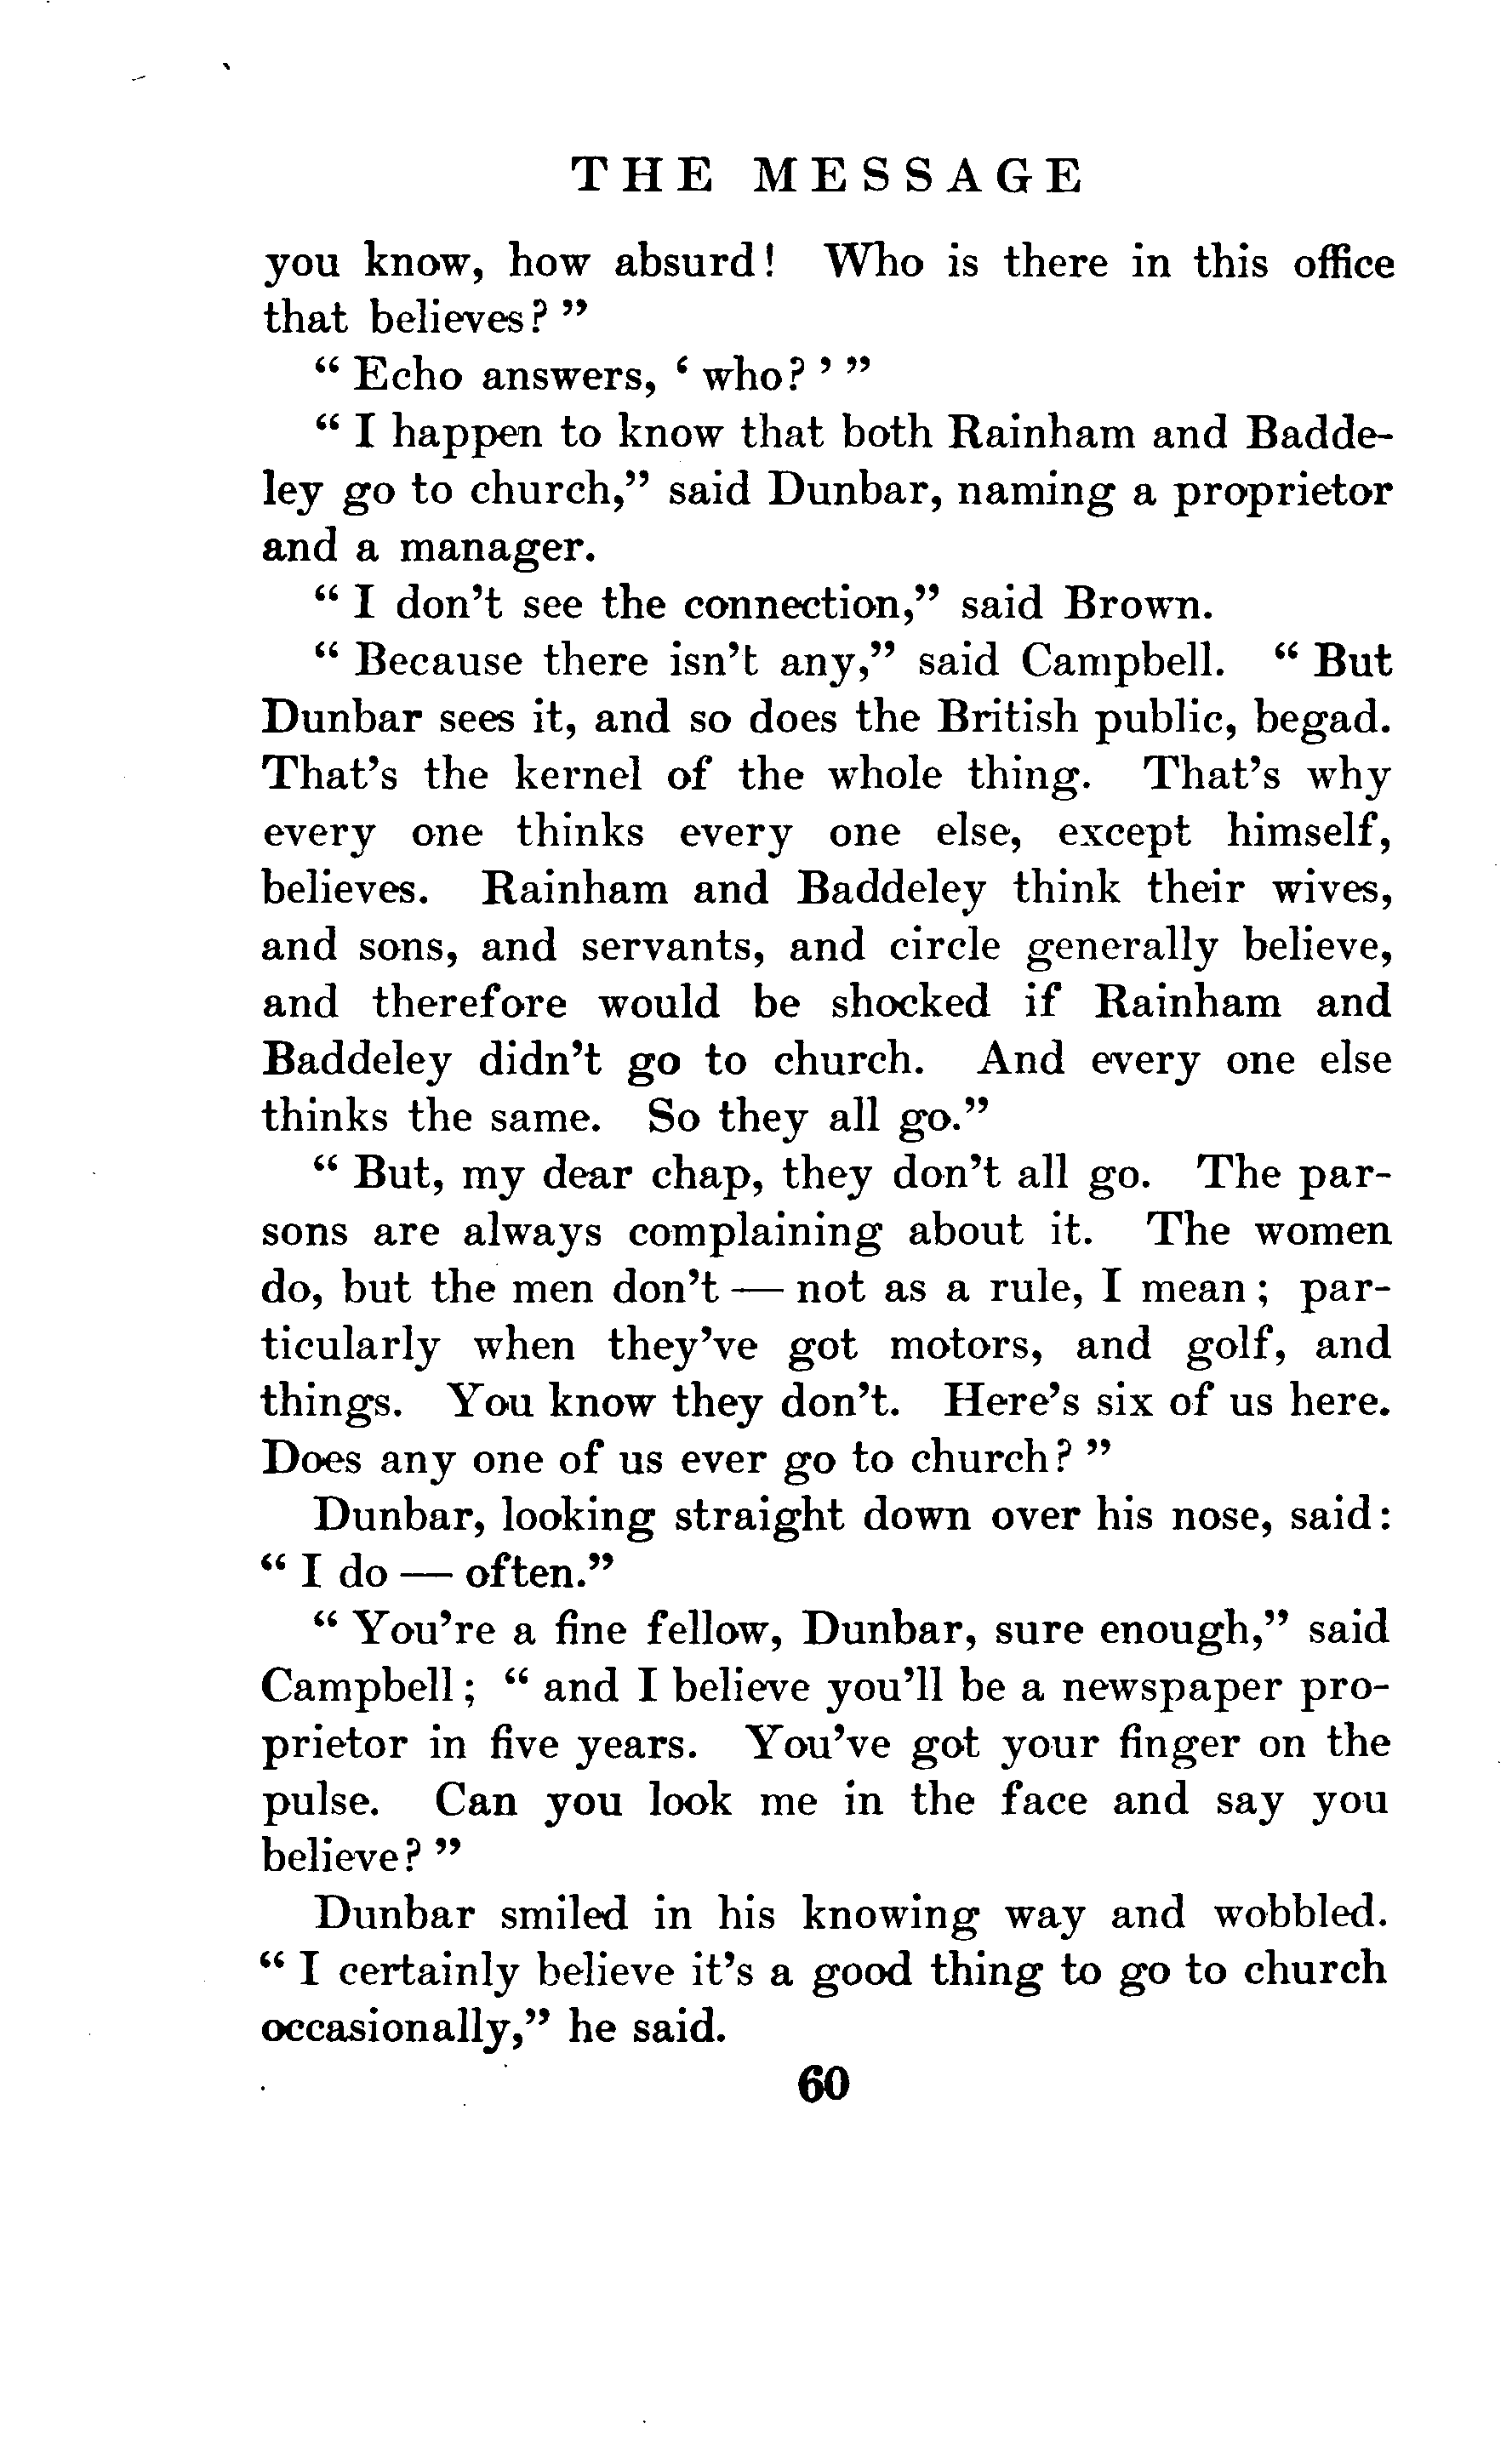 THE MESSAGE
you know, how absurd! Who is there in this office
that believes? ”
“ Echo answers, ‘ who? ’ ”
“ I happen to know that both Rainham and Badde-
ley go to church,” said Dunbar, naming a proprietor
and a manager.
“ I don’t see the connection,” said Brown.
“ Because there isn’t any,” said Campbell. “ But
Dunbar sees it, and so does the British public, begad.
That’s the kernel of the whole thing. That’s why
every one thinks every one else, except himself,
believes. Rainham and Baddeley think their wives,
and sons, and servants, and circle generally believe,
and therefore would be shocked if Rainham and
Baddeley didn’t go to church. And every one else
thinks the same. So they all go.”
“ But, my dear chap, they don’t all go. The par-
sons are always complaining about it. The women
do, but the men don’t — not as a rule, I mean ; par-
ticularly when they’ve got motors, and golf, and
things. You know they don’t. Here’s six of us here.
Does any one of us ever go to church? ”
Dunbar, looking straight down over his nose, said:
“ I do — often.”
“ You’re a fine fellow, Dunbar, sure enough,” said
Campbell ; “ and I believe you’ll be a newspaper pro-
prietor in five years. You’ve got your finger on the
pulse. Can you look me in the face and say you
believe? ”
Dunbar smiled in his knowing way and wobbled.
“ I certainly believe it’s a good thing to go to church
occasionally,” he said.
60